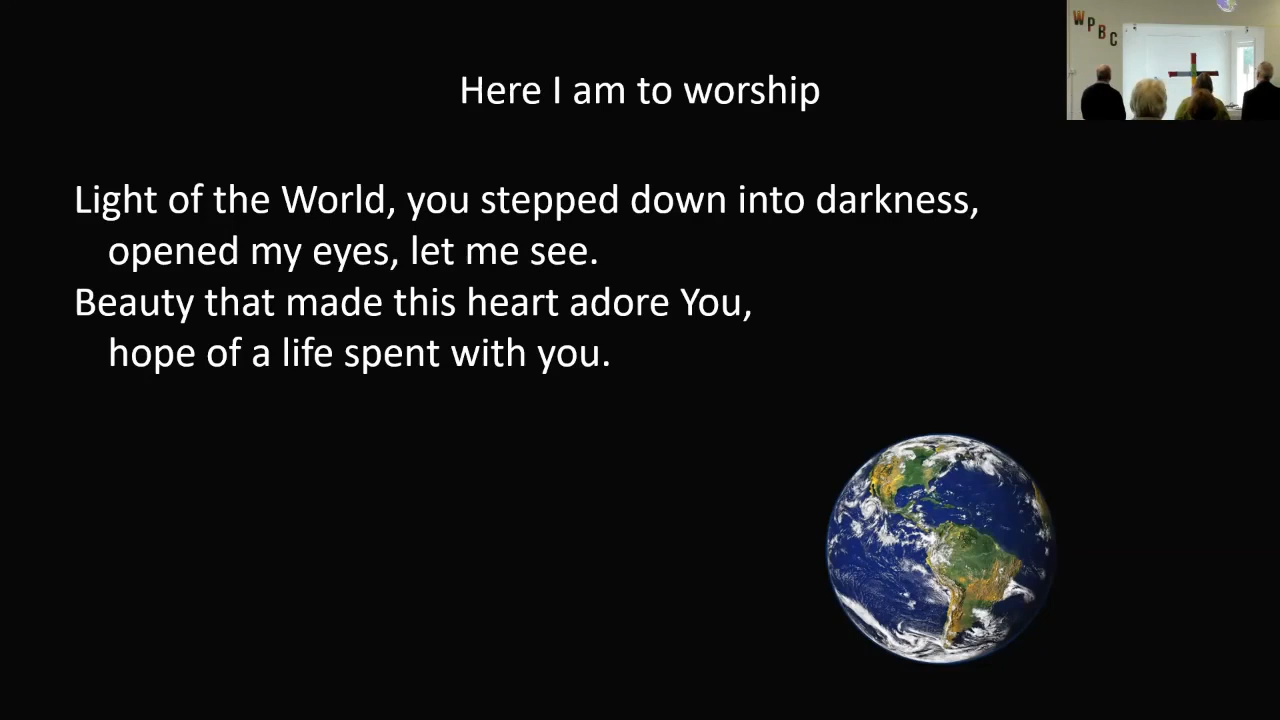 Here I am to worship
WPBC
Light of the World, you stepped down into darkness,
opened my eyes, let me see.
Beauty that made this heart adore You,
hope of a life spent with you.